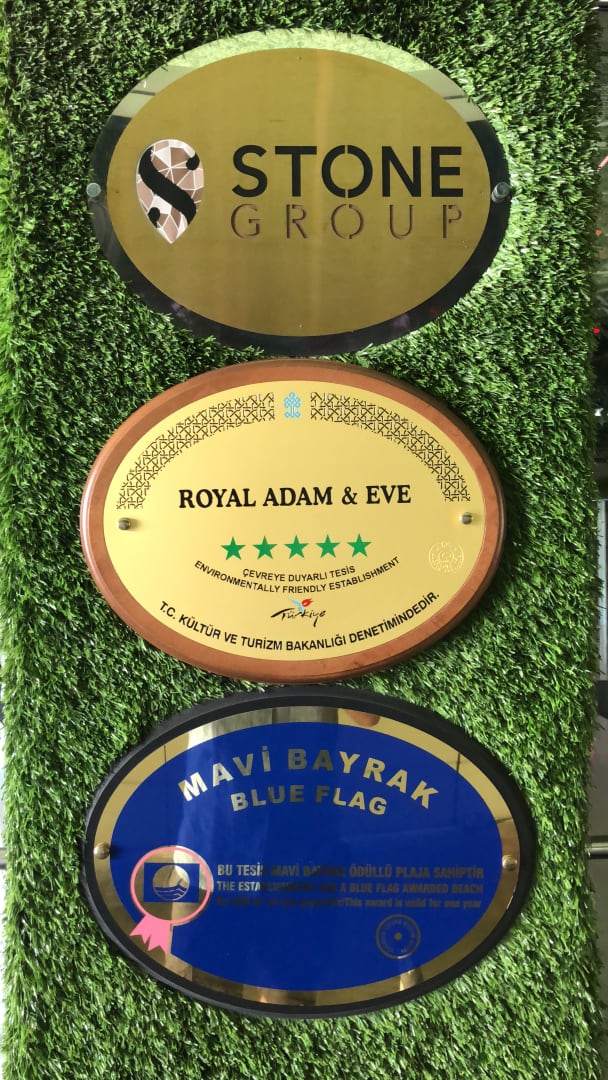 STONE
GROUP
ROYAL ADAM & EVE
ÇEVREYE DUYARLI TESİS
ENVIRONMENTALLY FRIENDLY ESTABLISHMENT
Türkiye
T.C. KÜLTÜR VE TURİZM BAKANLIĞI DENETİMİNDEDİR.
MAVİ BAYRAK
BLUE FLAG
BU TESİS MAVİ BAYRAK ÖDÜLLÜ PLAJA SAHİPTİR
THE ESTABLISHMENT HAS A BLUE FLAG AWARDED BEACH
This award is valid for one year